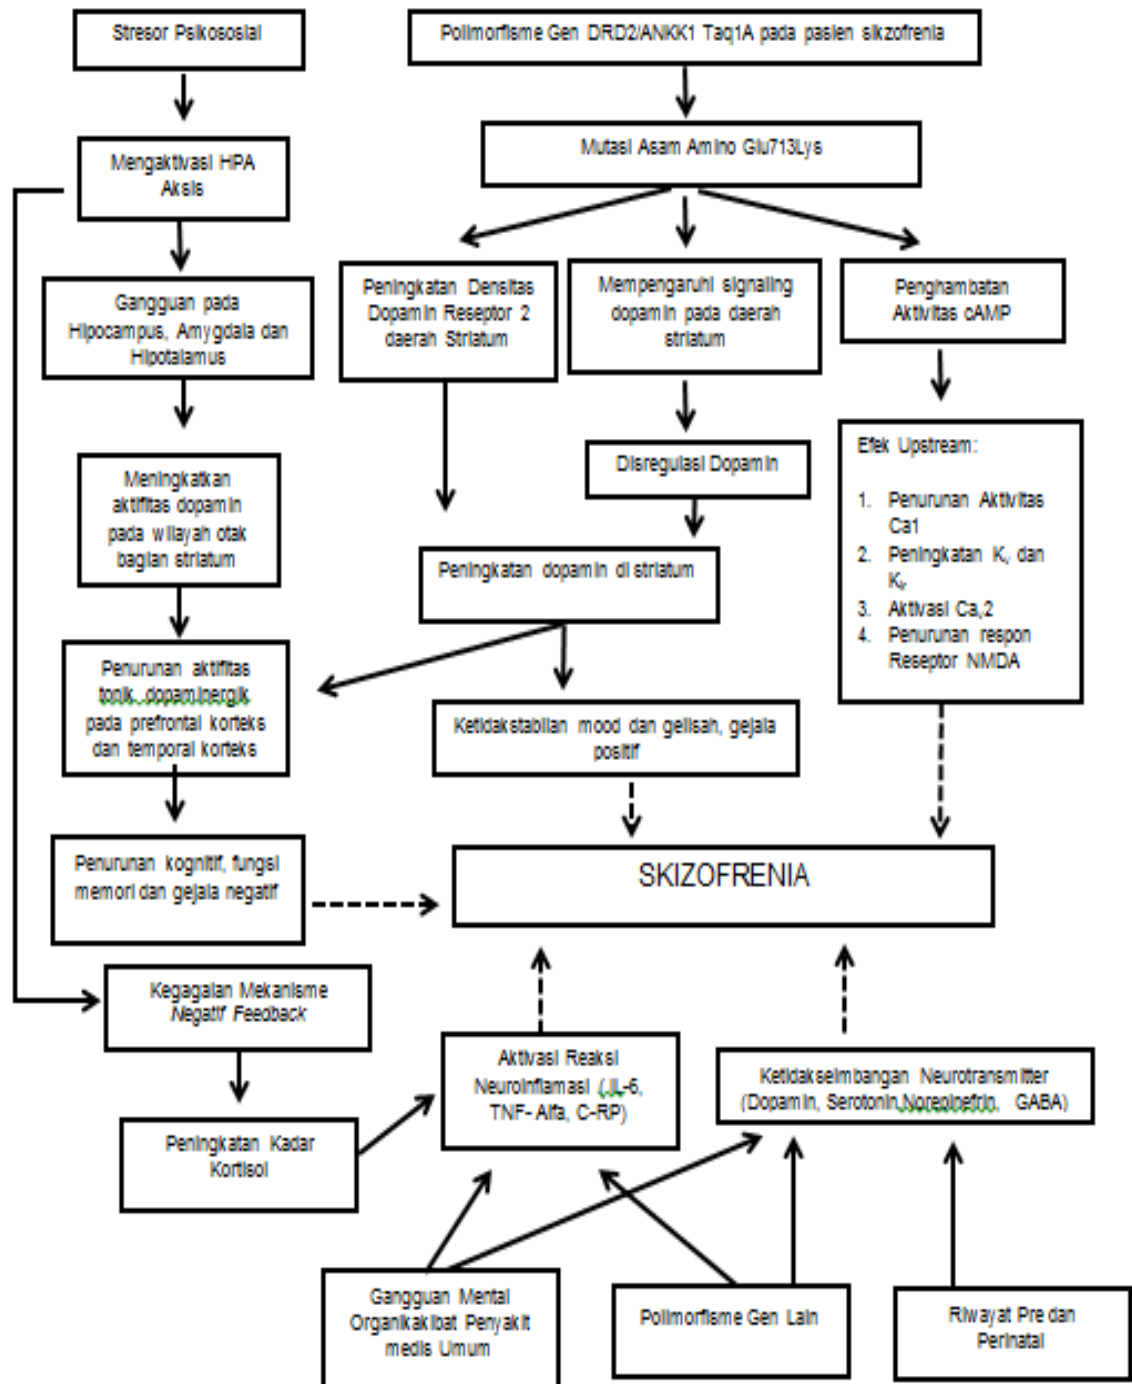 Stresor Psikososial
Polimorfisme Gen DRD2/ANKK1 Taq1A pada pasien sikzofrenia
Mengaktivasi HPA
Aksis
Mutasi Asam Amino Glu713Lys
Gangguan pada
Hipocampus, Amygdala dan
Hipotalamus
Peningkatan Densitas
Dopamin Reseptor 2
daerah Striatum
Mempengaruhi signaling
dopamin pada daerah
striatum
Penghambatan
Aktivitas cAMP
Meningkatkan
aktifitas dopamin
pada wilayah otak
bagian striatum
Disregulasi Dopamin
Efek Upstream:
1. Penurunan Aktivitas
Ca1
2. Peningkatan Kᵥ dan
Kᵢᵣ
3. Aktivasi Caᵥ2
4. Penurunan respon
Reseptor NMDA
Peningkatan dopamin di striatum
Penurunan aktifitas
tonik dopaminergik
pada prefrontal korteks
dan temporal korteks
Ketidakstabilan mood dan gelisah, gejala
positif
Penurunan kognitif, fungsi
memori dan gejala negatif
SKIZOFRENIA
Kegagalan Mekanisme
Negatif Feedback
Aktivasi Reaksi
Neuroinflamasi (IL-6,
TNF- Alfa, C-RP)
Ketidakseimbangan Neurotransmitter
(Dopamin, Serotonin,Norepinefrin, GABA)
Peningkatan Kadar
Kortisol
Gangguan Mental
Organikakibat Penyakit
medis Umum
Polimorfisme Gen Lain
Riwayat Pre dan
Perinatal